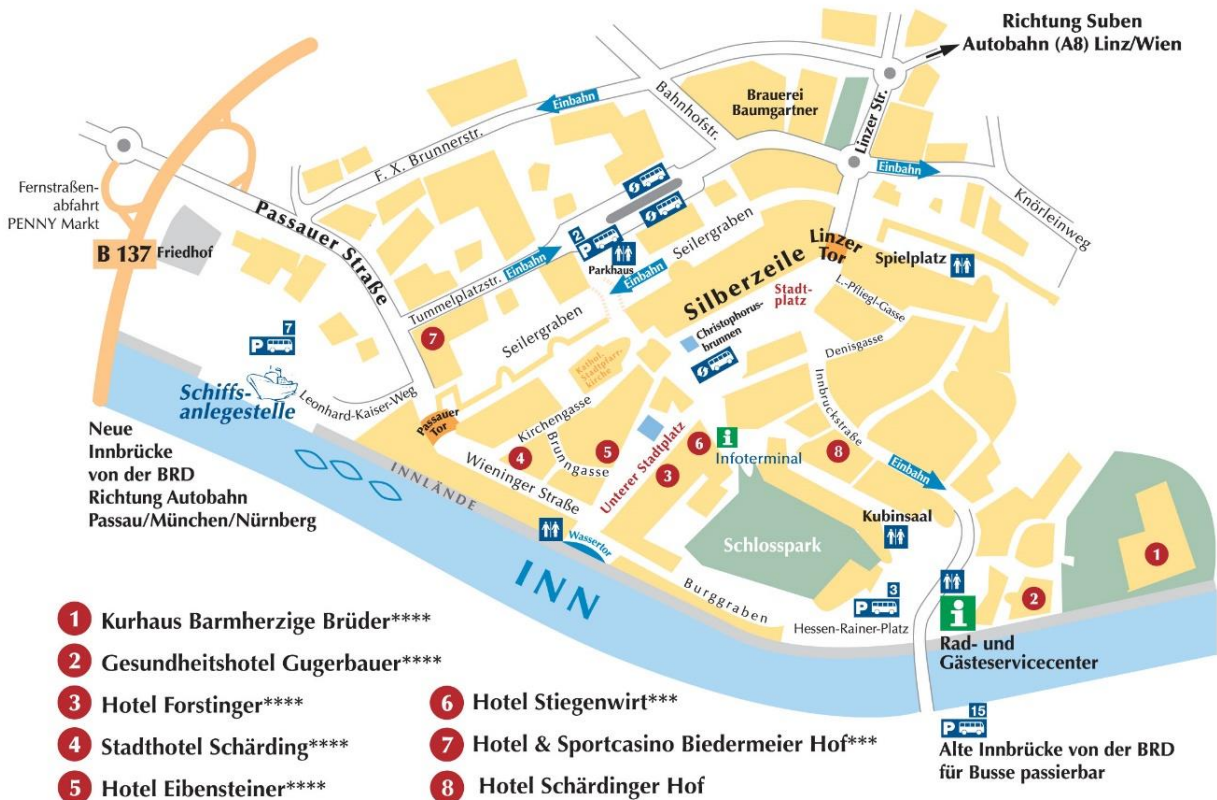 Richtung Suben
Autobahn (A8) Linz/Wien
Brauerei
Baumgartner
Linzer Str.
Bahnhofstr.
Einbahn
F. X. Brunnerstr.
Einbahn
Knörleinweg
Fernstraßen-
abfahrt
PENNY Markt
B 137
Friedhof
Passauer Straße
2
P
Parkhaus
Seilergraben
Einbahn
Tummelplatzstr.
Einbahn
Silberzeile
Linzer
Tor
Spielplatz
Stadt-
platz
L.-Pfliegl-Gasse
Christophorus-
brunnen
Denisgasse
Innbruckstraße
7
P
7
Seilergraben
Kathol.
Stadtpfarr-
kirche
Schiffs-
anlegestelle
Leonhard-Kaiser-Weg
Passauer
Tor
Kirchengasse
Brunngasse
4
5
6
3
8
i
Infoterminal
Unterer Stadtplatz
Einbahn
Neue
Innbrücke
von der BRD
Richtung Autobahn
Passau/München/Nürnberg
INNLÄNDE
Wieninger Straße
Wassertor
INN
Schlosspark
Kubinsaal
Burggraben
3
P
Hessen-Rainer-Platz
1
2
i
Rad- und
Gästeservicecenter
15
P
Alte Innbrücke von der BRD
für Busse passierbar
1 Kurhaus Barmherzige Brüder****
2 Gesundheitshotel Gugerbauer****
3 Hotel Forstinger****
4 Stadthotel Schärding****
5 Hotel Eibensteiner****
6 Hotel Stiegenwirt***
7 Hotel & Sportcasino Biedermeier Hof***
8 Hotel Schärdinger Hof